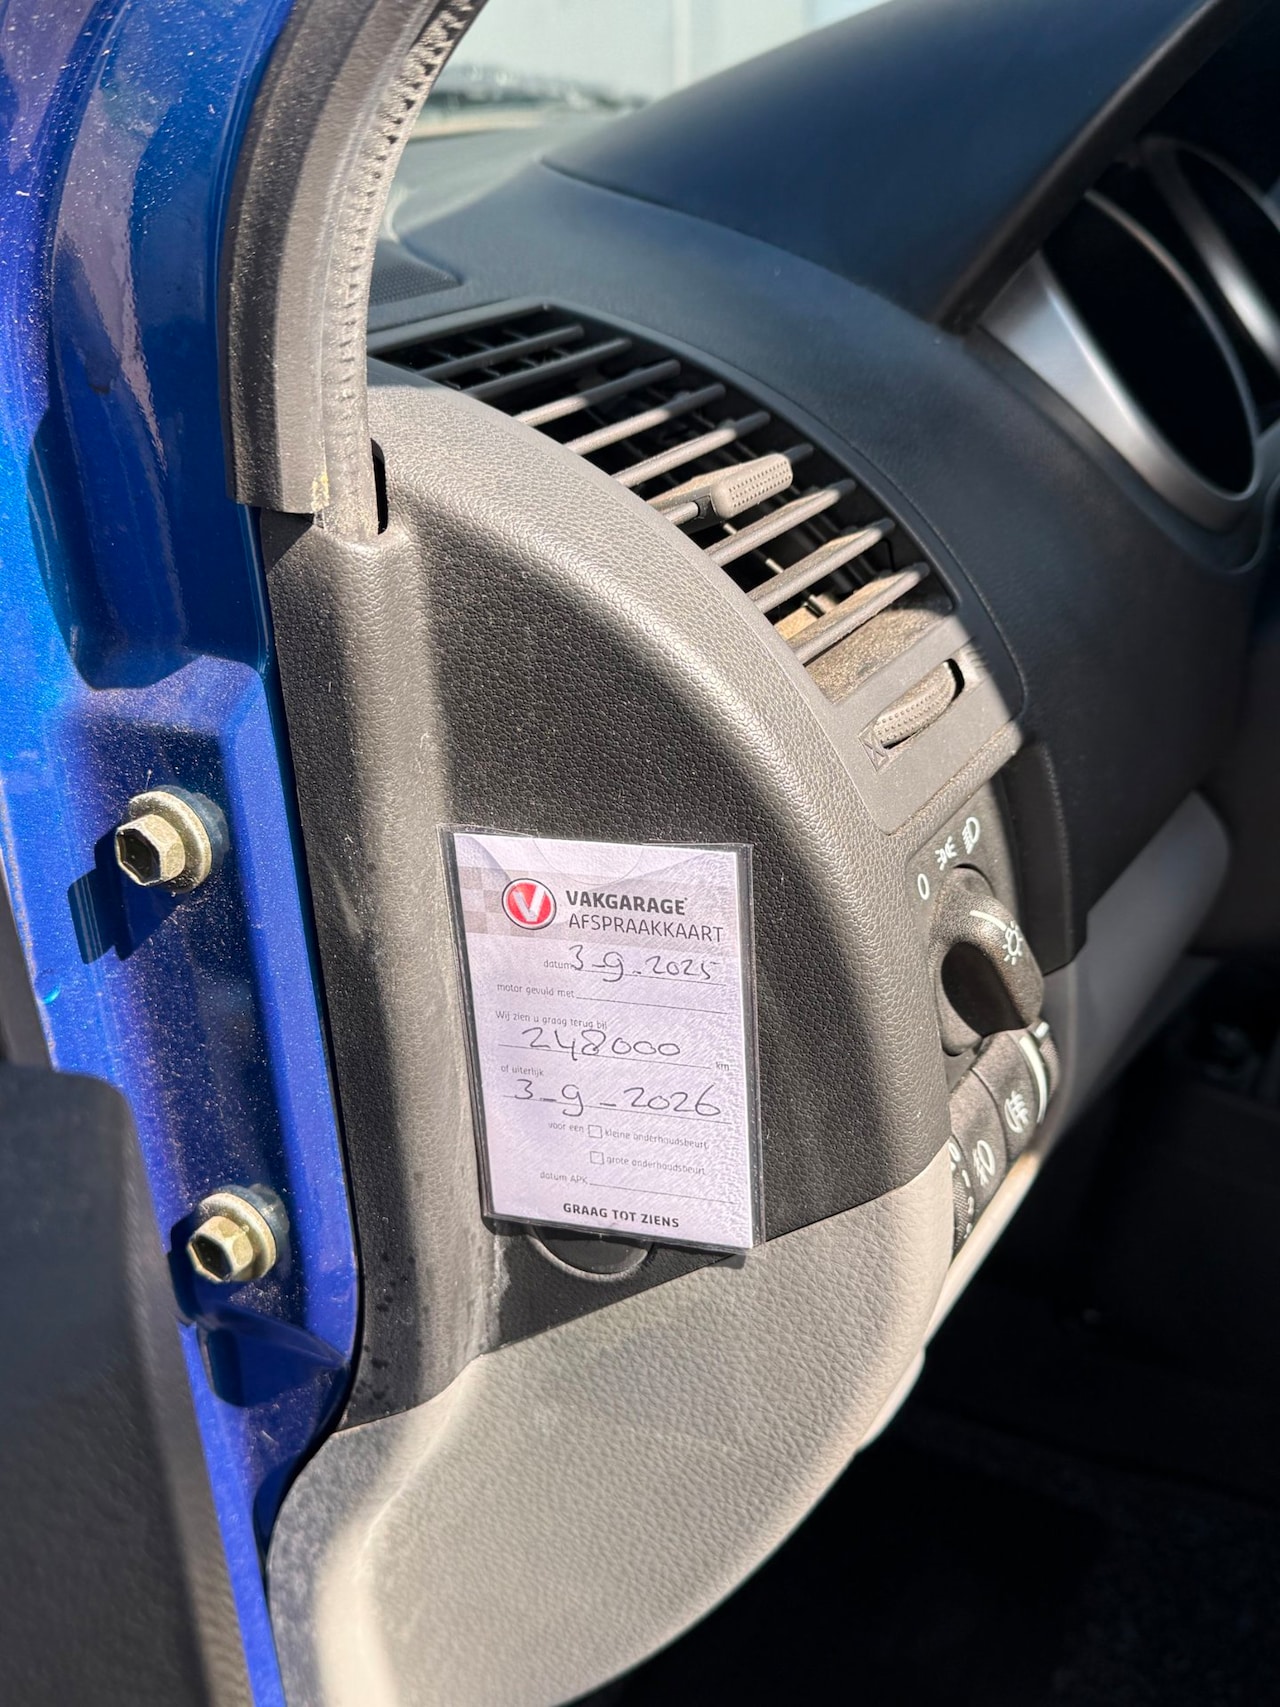 VAKGARAGE
AFSPRAAKKAART
datum 3-9-2025
motor gevuld met
Wij zien u graag terug bij
248000 km
of uiterlijk
3-9-2026
voor een kleine onderhoudsbeurt
grote onderhoudsbeurt
datum APK
GRAAG TOT ZIENS
0